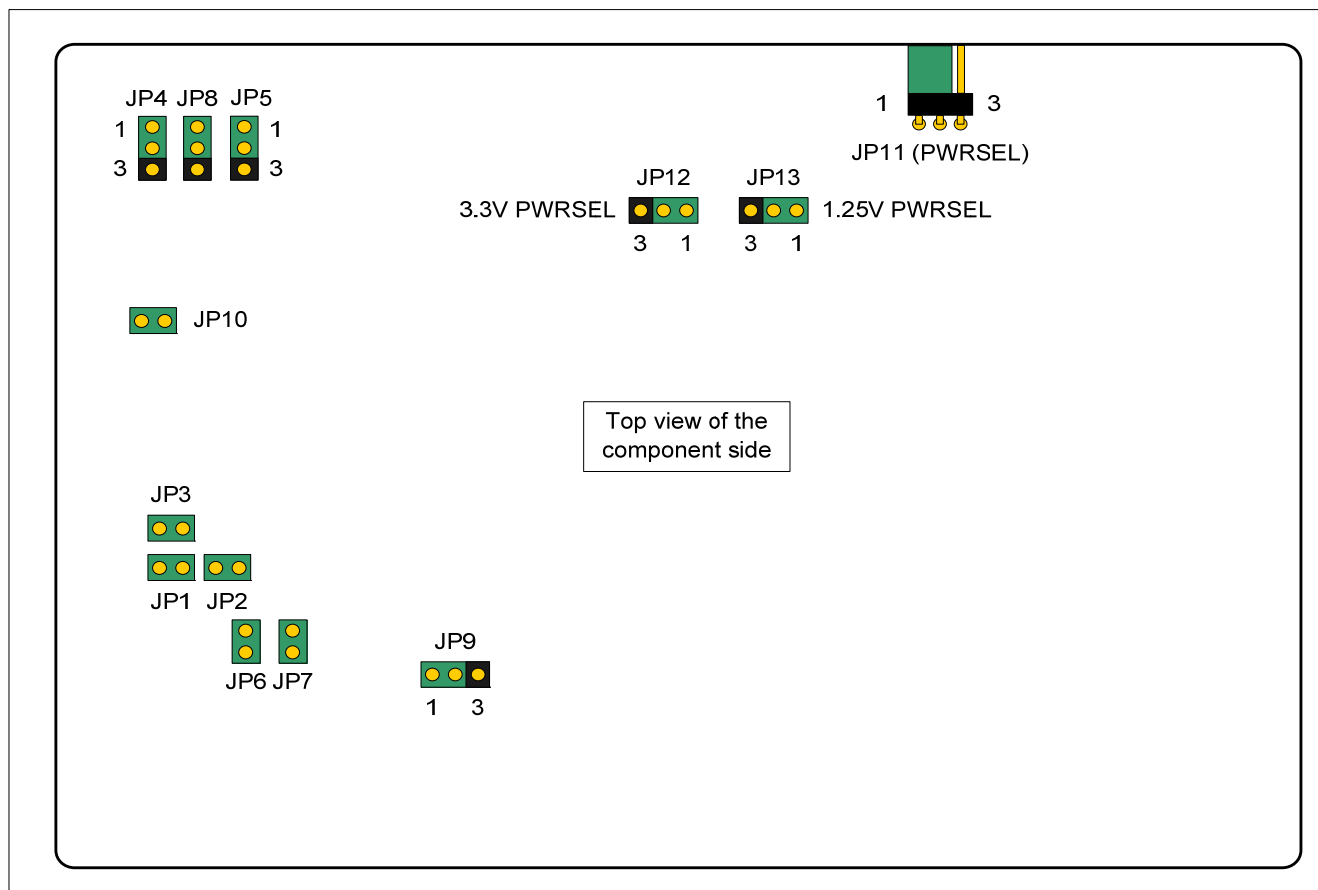 JP4 JP8 JP5
1 1
3 3
1 3
JP11 (PWRSEL)
JP12 JP13
3.3V PWRSEL 1.25V PWRSEL
3 1 3 1
JP10
Top view of the
component side
JP3
JP1 JP2
JP6 JP7
JP9
1 3